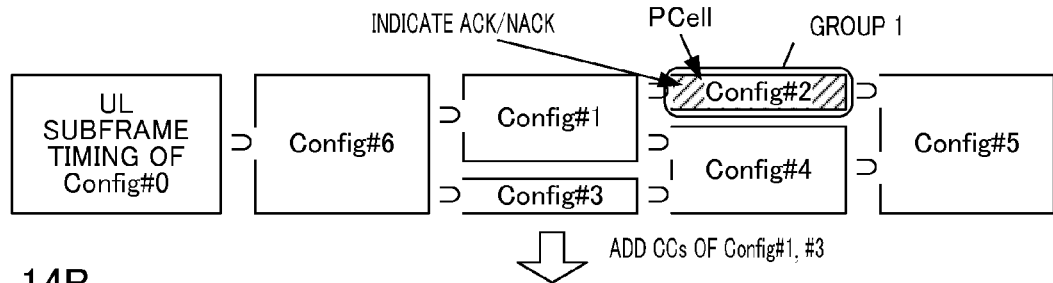 INDICATE ACK/NACK
PCell
GROUP 1
UL
SUBFRAME
TIMING OF
Config#0
⊃
Config#6
⊃
Config#1
⊃
Config#2
⊃
Config#5
⊃
Config#4
⊃
⊃
Config#3
⊃
ADD CCs OF Config#1, #3